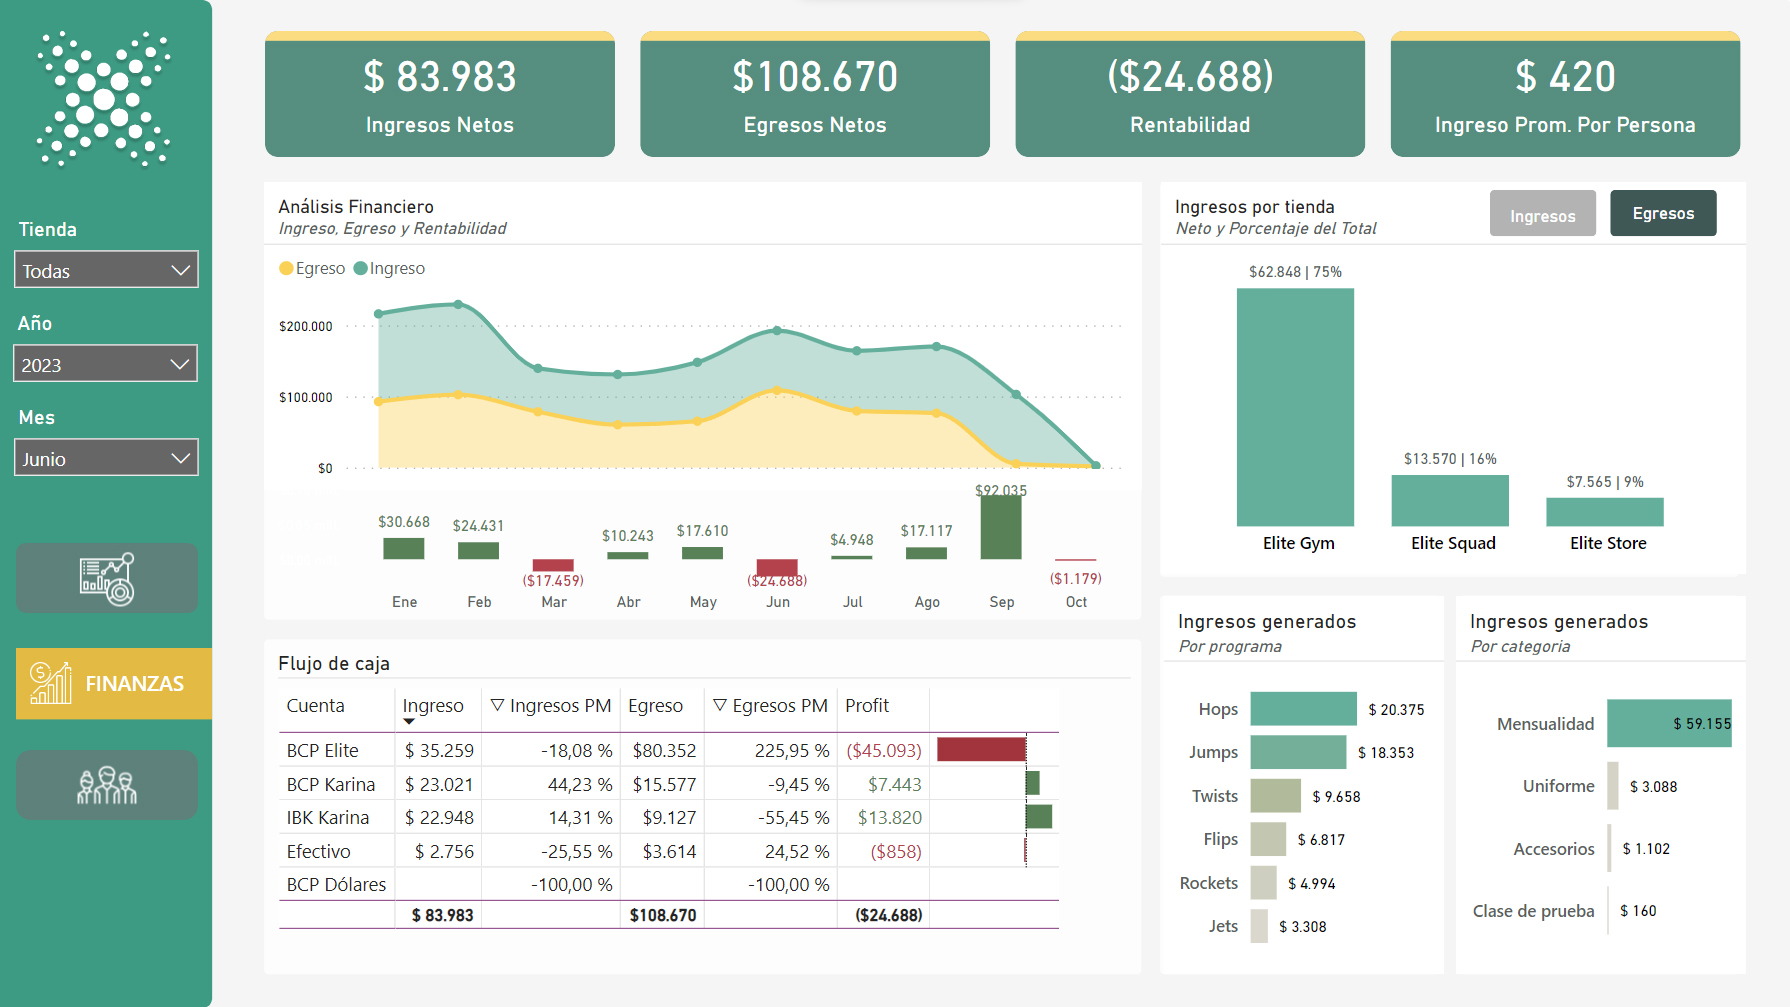 $ 83.983
Ingresos Netos
$108.670
Egresos Netos
($24.688)
Rentabilidad
$ 420
Ingreso Prom. Por Persona
Tienda
Todas
Año
2023
Mes
Junio
FINANZAS
Análisis Financiero
Ingreso, Egreso y Rentabilidad
Egreso Ingreso
$200.000
$100.000
$0
$30.668 $24.431 ($17.459) $10.243 $17.610 ($24.688) $4.948 $17.117 $92.035 ($1.179)
Ene Feb Mar Abr May Jun Jul Ago Sep Oct
Ingresos por tienda
Neto y Porcentaje del Total
Ingresos
Egresos
$62.848 | 75%
$13.570 | 16%
$7.565 | 9%
Elite Gym Elite Squad Elite Store
Flujo de caja
Cuenta Ingreso Ingresos PM Egreso Egresos PM Profit
BCP Elite $ 35.259 -18,08 % $80.352 225,95 % ($45.093)
BCP Karina $ 23.021 44,23 % $15.577 -9,45 % $7.443
IBK Karina $ 22.948 14,31 % $9.127 -55,45 % $13.820
Efectivo $ 2.756 -25,55 % $3.614 24,52 % ($858)
BCP Dólares -100,00 % -100,00 %
$ 83.983 $108.670 ($24.688)
Ingresos generados
Por programa
Hops $ 20.375
Jumps $ 18.353
Twists $ 9.658
Flips $ 6.817
Rockets $ 4.994
Jets $ 3.308
Ingresos generados
Por categoria
Mensualidad $ 59.155
Uniforme $ 3.088
Accesorios $ 1.102
Clase de prueba $ 160